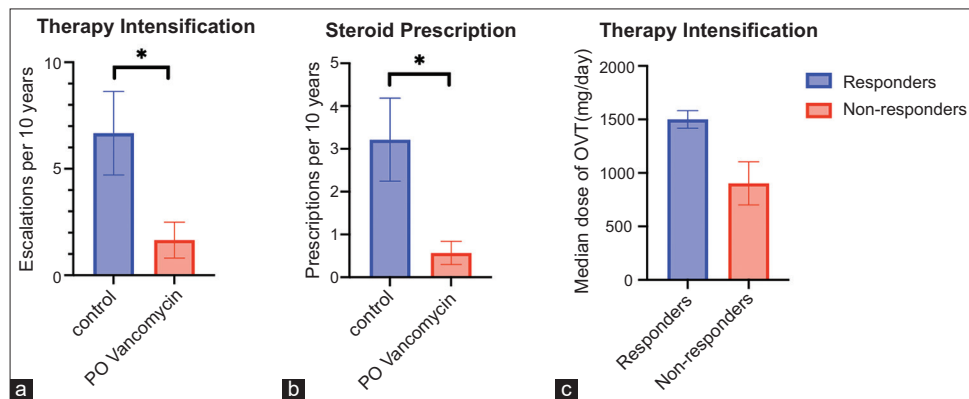 Therapy Intensification
*
Escalations per 10 years
10
5
0
control
PO Vancomycin
a
Steroid Prescription
*
Prescriptions per 10 years
5
4
3
2
1
0
control
PO Vancomycin
b
Therapy Intensification
Median dose of OVT(mg/day)
2000
1500
1000
500
0
Responders
Non-responders
Responders
Non-responders
c